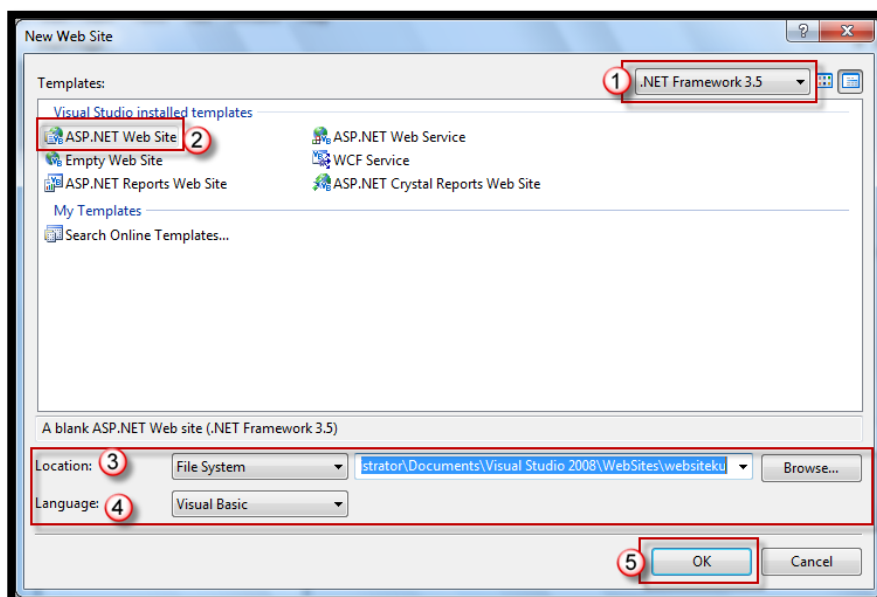 New Web Site
Templates:
1 .NET Framework 3.5
Visual Studio installed templates
ASP.NET Web Site 2
ASP.NET Web Service
Empty Web Site
WCF Service
ASP.NET Reports Web Site
ASP.NET Crystal Reports Web Site
My Templates
Search Online Templates...
A blank ASP.NET Web site (.NET Framework 3.5)
Location: 3 File System strator\Documents\Visual Studio 2008\WebSites\websiteku Browse...
Language: 4 Visual Basic
5 OK Cancel